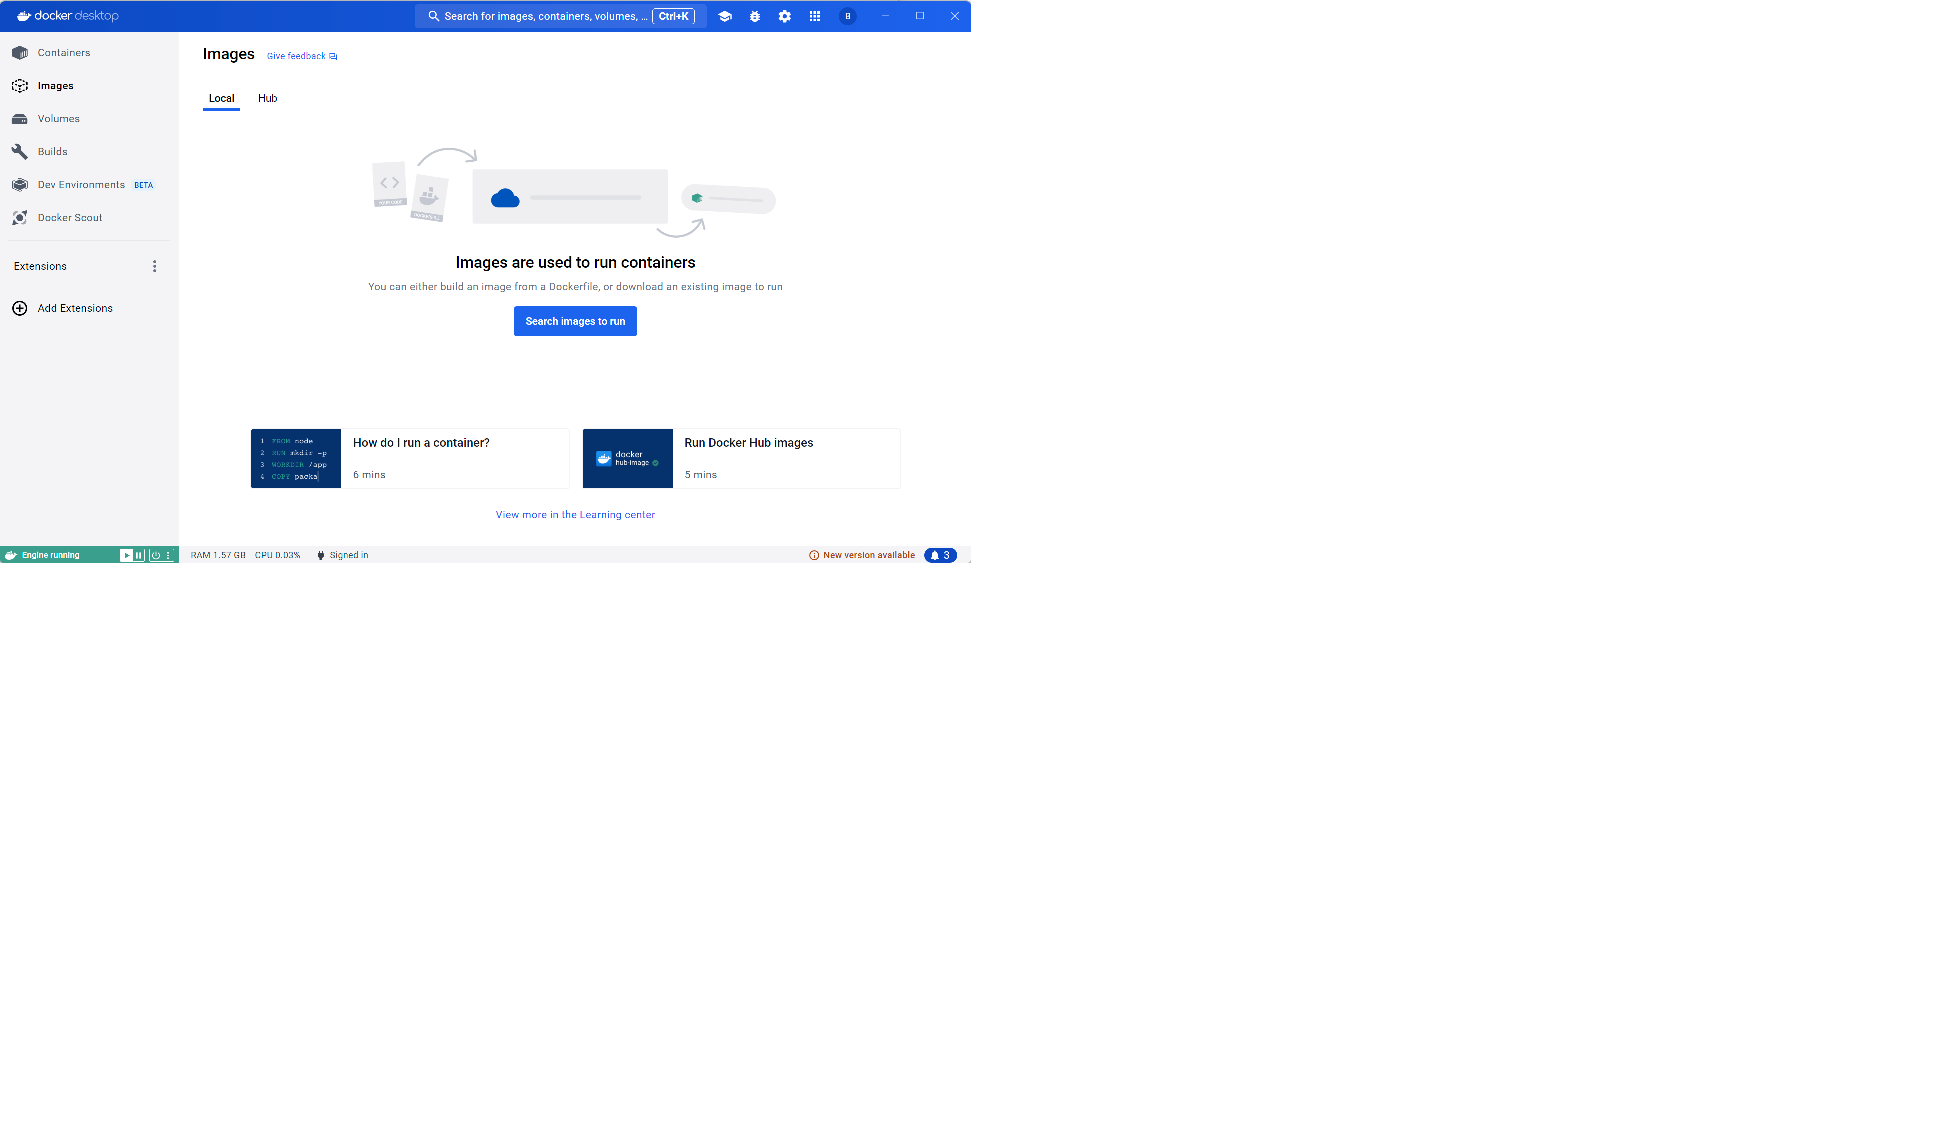 docker desktop
Search for images, containers, volumes, ... Ctrl+K
B
Containers
Images
Volumes
Builds
Dev Environments BETA
Docker Scout
Extensions
Add Extensions
Images Give feedback
Local Hub
Images are used to run containers
You can either build an image from a Dockerfile, or download an existing image to run
Search images to run
1 FROM node
2 RUN mkdir -p
3 WORKDIR /app
4 COPY packa
How do I run a container?
6 mins
docker
hub-image
Run Docker Hub images
5 mins
View more in the Learning center
Engine running
RAM 1.57 GB CPU 0.03% Signed in
New version available 3